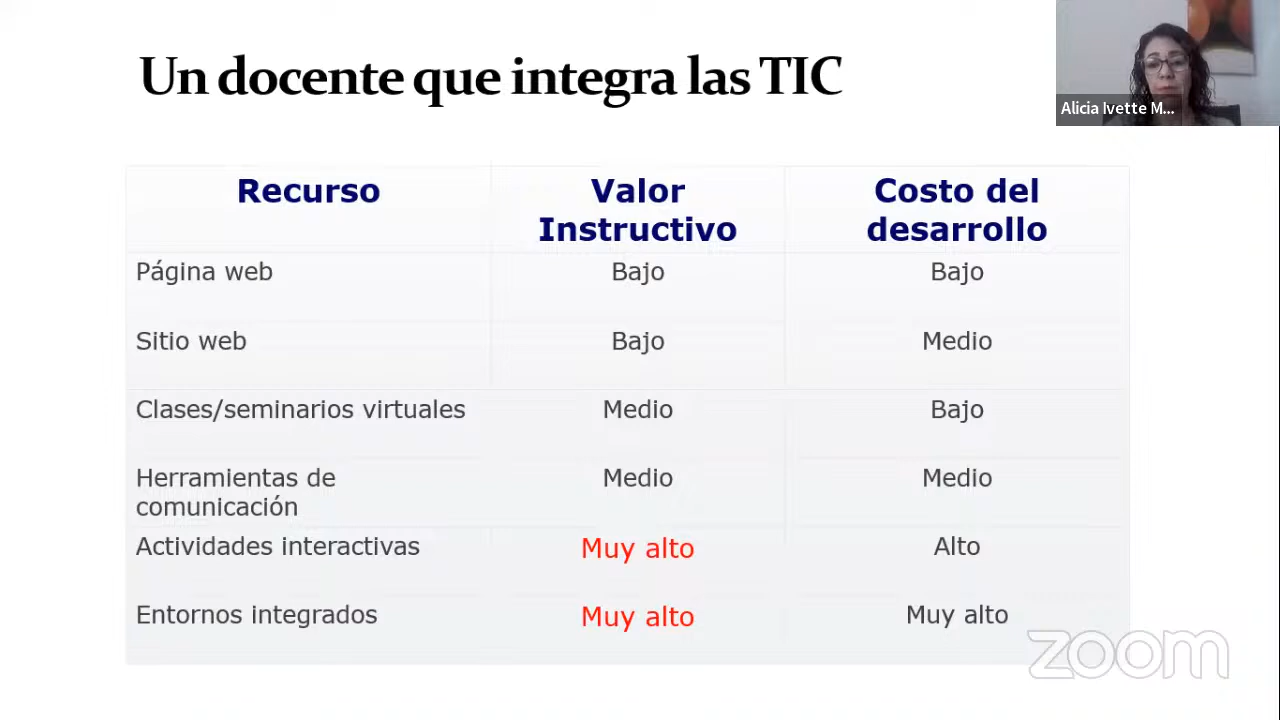 Un docente que integra las TIC
Alicia Ivette M...
Recurso
Valor
Instructivo
Costo del
desarrollo
Página web
Bajo
Bajo
Sitio web
Bajo
Medio
Clases/seminarios virtuales
Medio
Bajo
Herramientas de
comunicación
Medio
Medio
Actividades interactivas
Muy alto
Alto
Entornos integrados
Muy alto
Muy alto
zoom